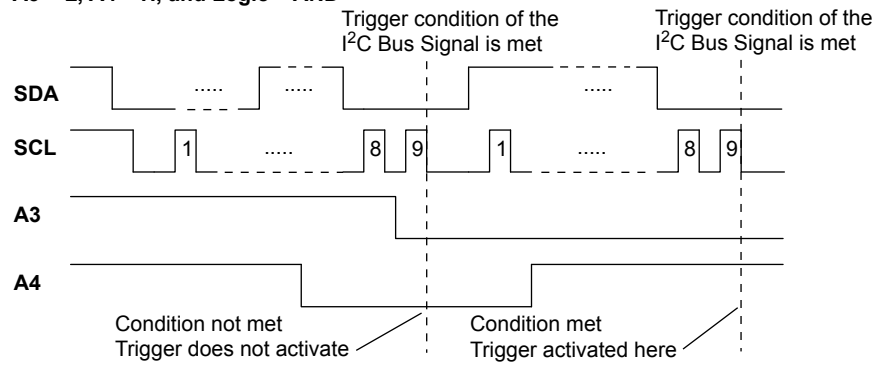 Trigger condition of the
I²C Bus Signal is met
Trigger condition of the
I²C Bus Signal is met
SDA
.....
.....
.....
SCL
1
.....
8
9
1
.....
8
9
A3
A4
Condition not met
Trigger does not activate
Condition met
Trigger activated here